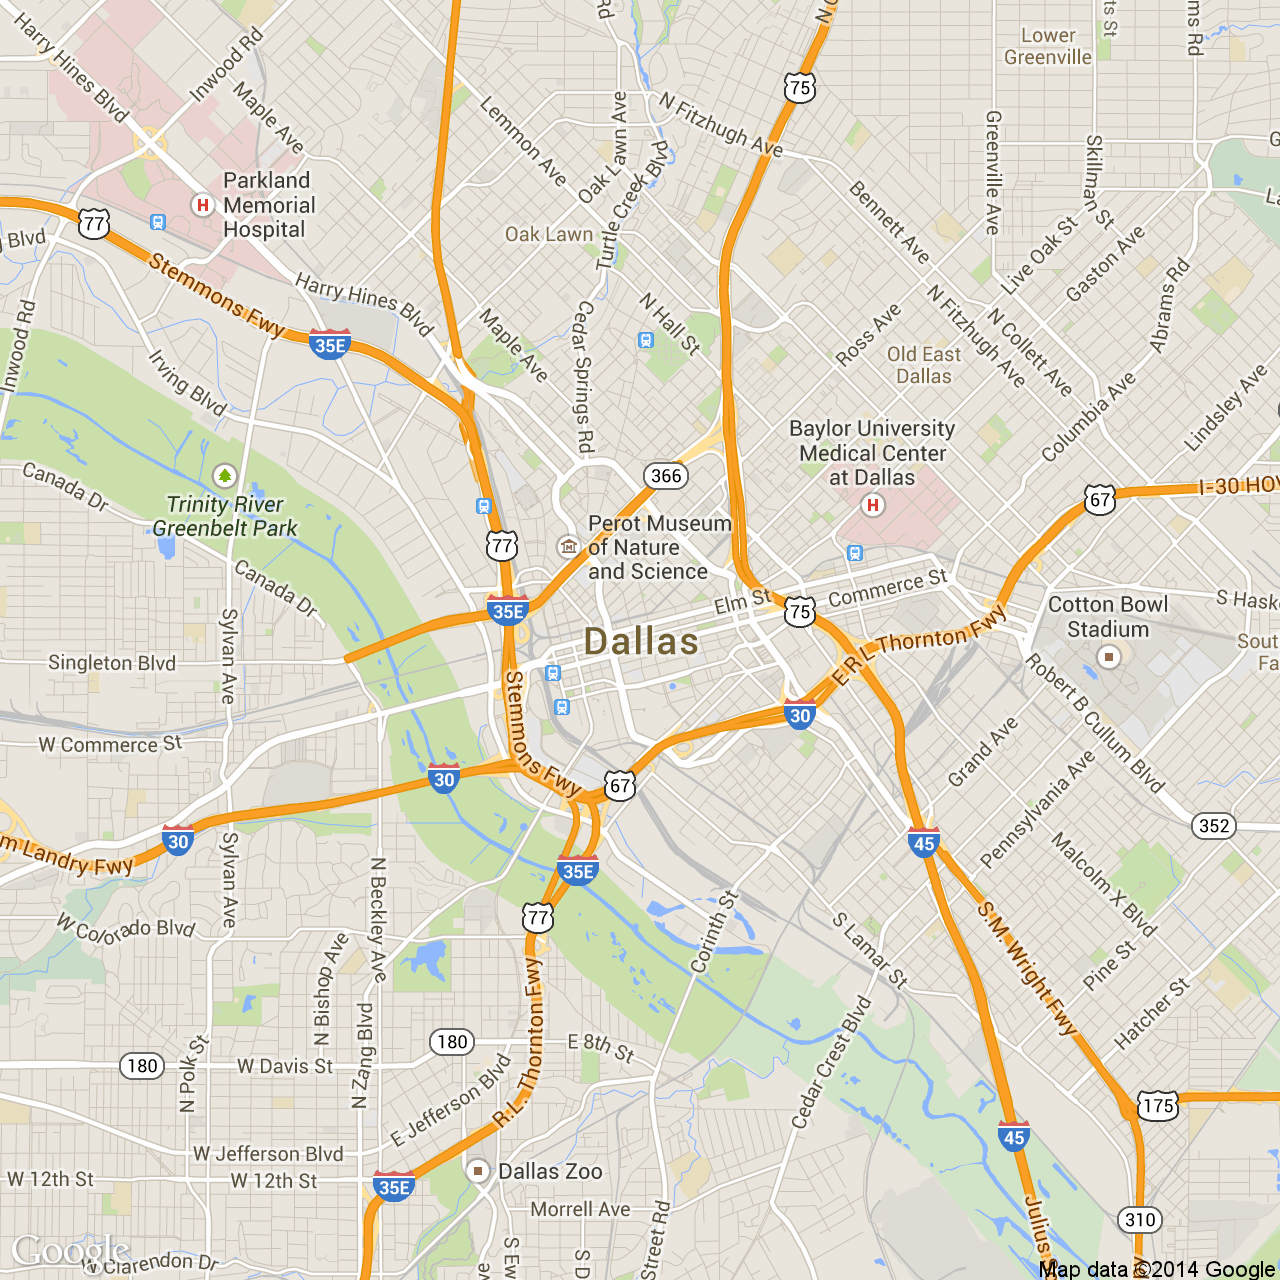 Harry Hines Blvd
Inwood Rd
Maple Ave
Lemmon Ave
Oak Lawn Ave
Turtle Creek Blvd
N Fitzhugh Ave
75
Lower
Greenville
Greenville Ave
Skillman St
Parkland
Memorial
Hospital
H
77
Blvd
Stemmons Fwy
Harry Hines Blvd
35E
Oak Lawn
Cedar Springs Rd
Maple Ave
N Hall St
Bennett Ave
N Fitzhugh Ave
N Collett Ave
Live Oak St
Gaston Ave
Abrams Rd
Ross Ave
Old East
Dallas
Columbia Ave
Lindsley Ave
Inwood Rd
Irving Blvd
Canada Dr
Trinity River
Greenbelt Park
Canada Dr
366
Baylor University
Medical Center
at Dallas
H
67
I-30 HOV
77
Perot Museum
of Nature
and Science
35E
Elm St
75
Commerce St
Cotton Bowl
Stadium
S Hask
Dallas
E R L Thornton Fwy
Singleton Blvd
Sylvan Ave
Stemmons Fwy
30
Robert B Cullum Blvd
W Commerce St
30
67
Grand Ave
Pennsylvania Ave
352
30
m Landry Fwy
Sylvan Ave
N Beckley Ave
35E
45
Malcolm X Blvd
W Colorado Blvd
N Bishop Ave
77
Corinth St
S Lamar St
S.M. Wright Fwy
Pine St
Hatcher St
180
W Davis St
180
N Polk St
N Zang Blvd
E Jefferson Blvd
R.L. Thornton Fwy
E 8th St
Cedar Crest Blvd
175
45
W Jefferson Blvd
W 12th St
W 12th St
35E
Dallas Zoo
Morrell Ave
310
Julius
W Clarendon Dr
Google
Map data ©2014 Google